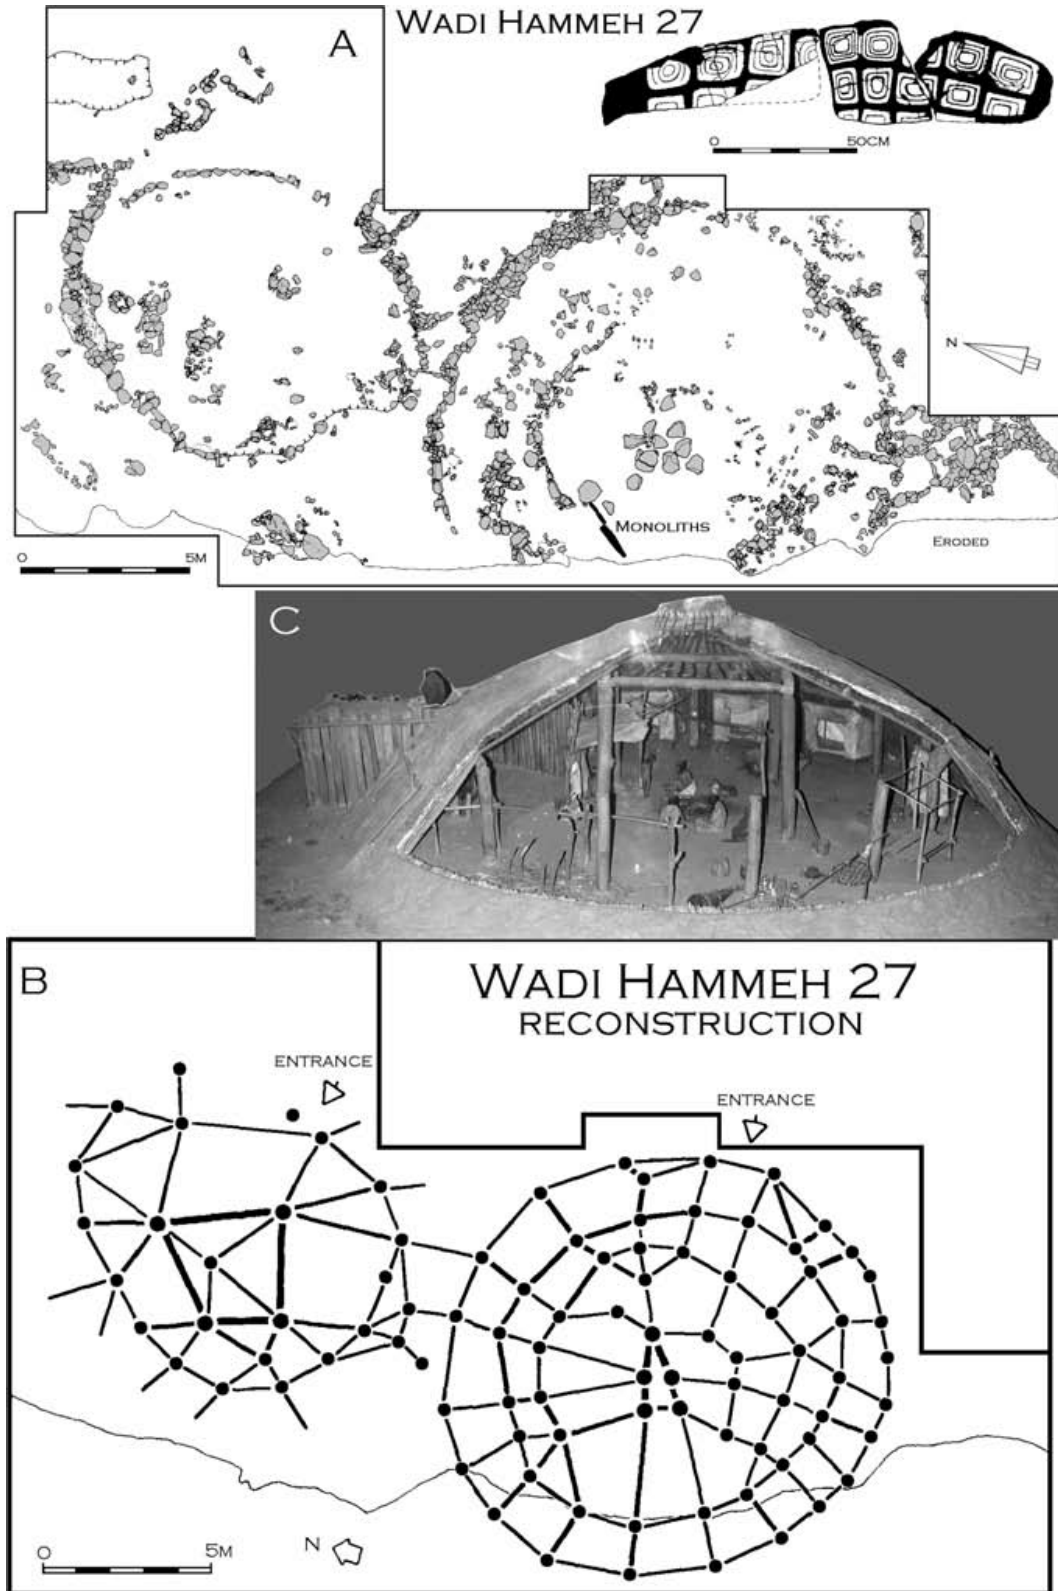 A
WADI HAMMEH 27
0 50CM
N
MONOLITHS
ERODED
0 5M
C
B
WADI HAMMEH 27
RECONSTRUCTION
ENTRANCE
ENTRANCE
N
0 5M